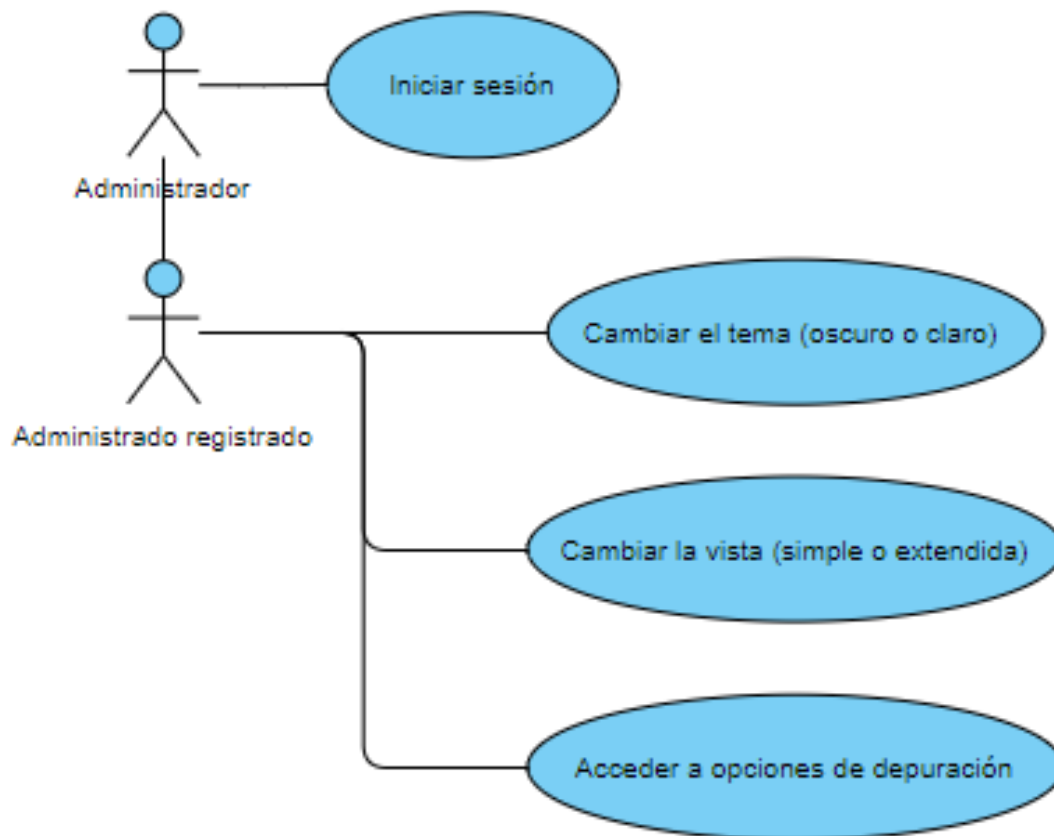 Iniciar sesión
Administrador
Cambiar el tema (oscuro o claro)
Administrado registrado
Cambiar la vista (simple o extendida)
Acceder a opciones de depuración